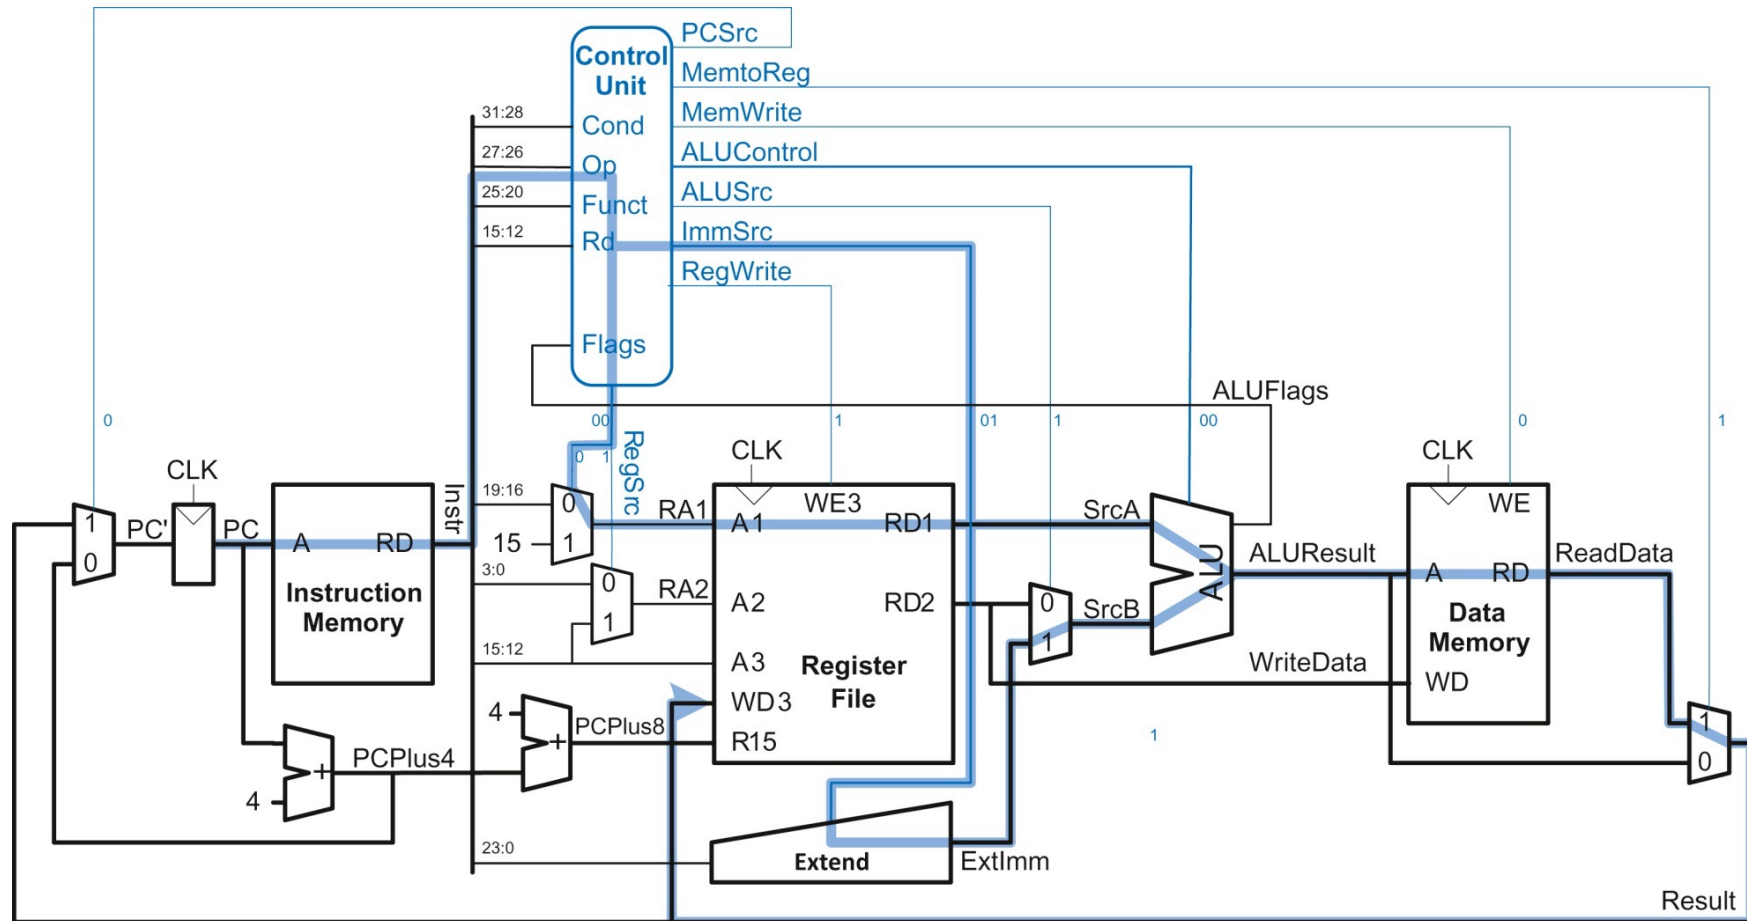 PCSrc
Control
Unit
MemtoReg
31:28
Cond
MemWrite
27:26
Op
ALUControl
25:20
Funct
ALUSrc
15:12
Rd
ImmSrc
RegWrite
Flags
ALUFlags
0
00
1
01
1
00
0
1
RegSrc
0 1
CLK
CLK
CLK
Instr
19:16
0
RA1
A1
WE3
RD1
SrcA
WE
1
PC'
PC
A
RD
15
1
ALU
ALUResult
A
RD
ReadData
0
3:0
0
RA2
A2
RD2
0
SrcB
Instruction
Memory
1
1
Data
Memory
15:12
A3
Register
File
WriteData
WD
4
PCPlus8
WD3
+
R15
1
1
0
PCPlus4
+
4
23:0
Extend
ExtImm
Result